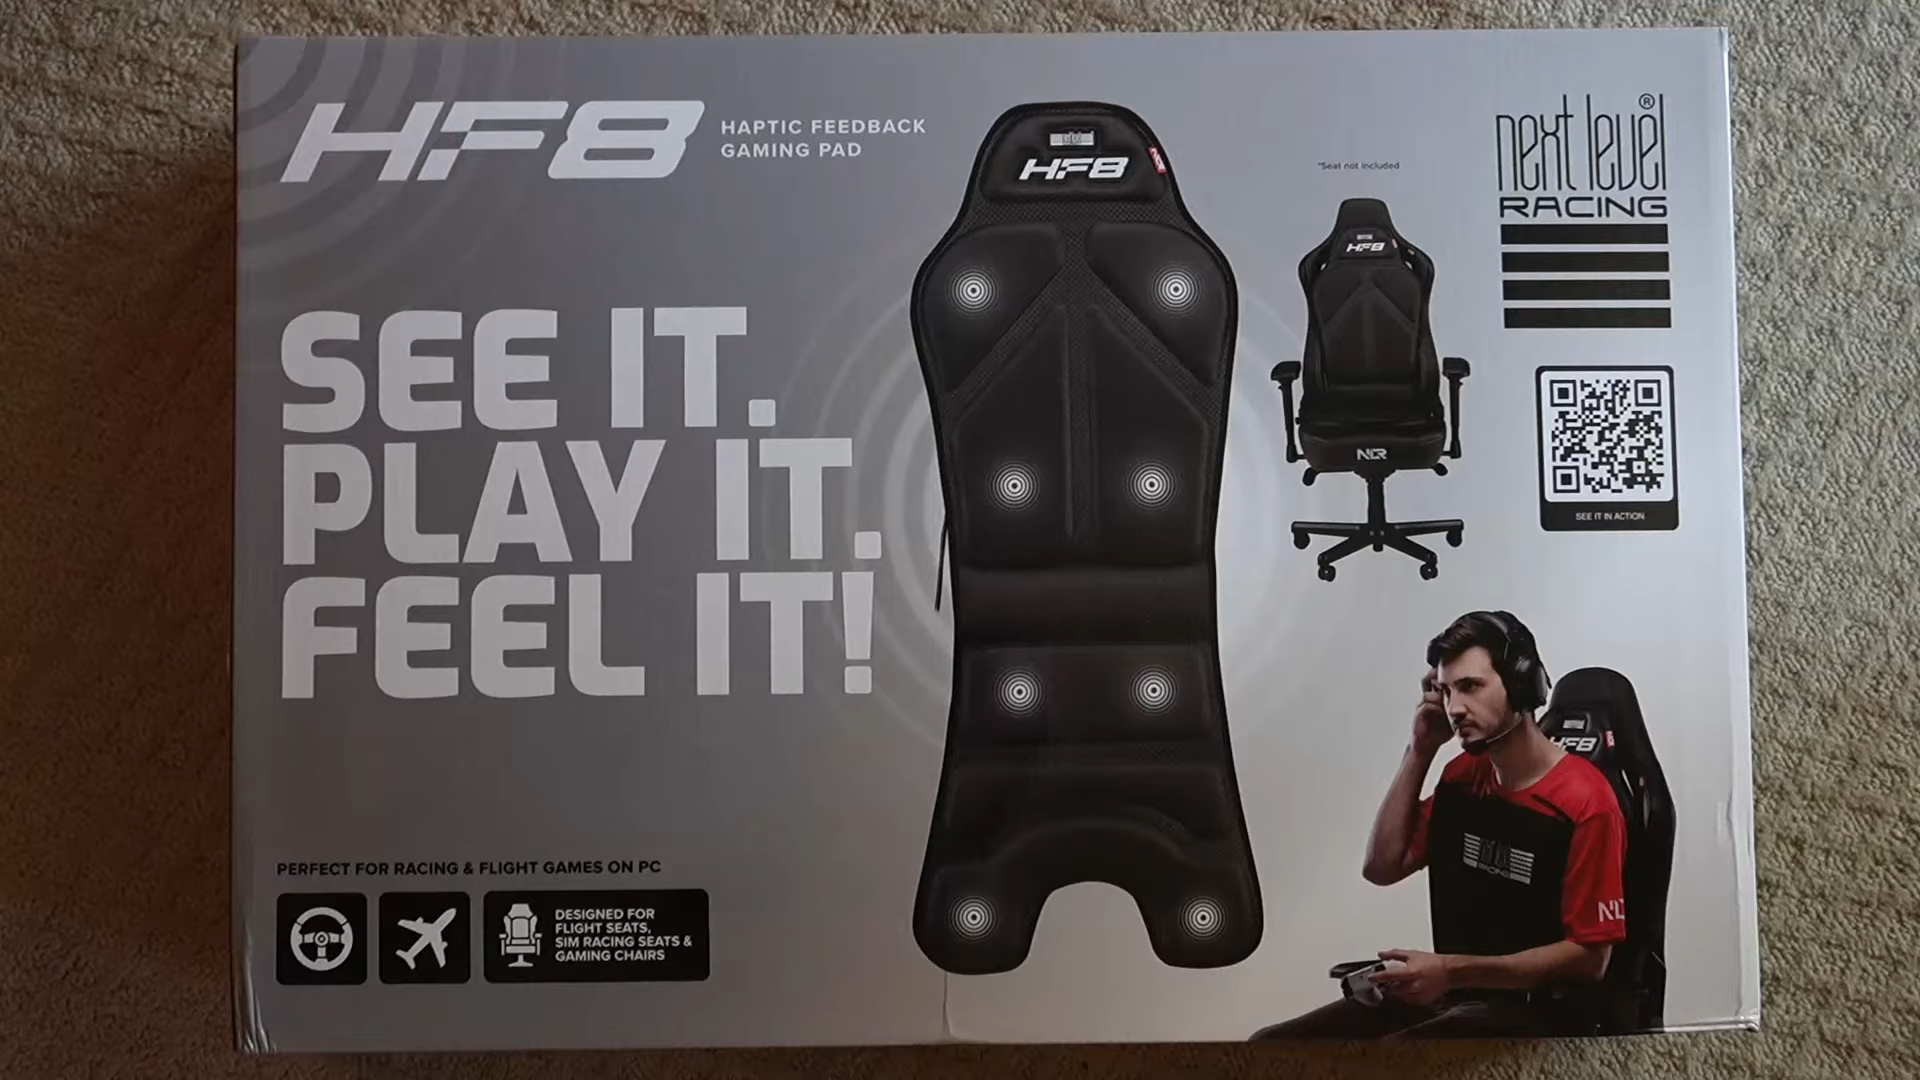 HF8
HAPTIC FEEDBACK
GAMING PAD
SEE IT.
PLAY IT.
FEEL IT!
PERFECT FOR RACING & FLIGHT GAMES ON PC
DESIGNED FOR
FLIGHT SEATS,
SIM RACING SEATS &
GAMING CHAIRS
HF8
*Seat not included
HF8
NLR
next level®
RACING
SEE IT IN ACTION
HF8
RACING